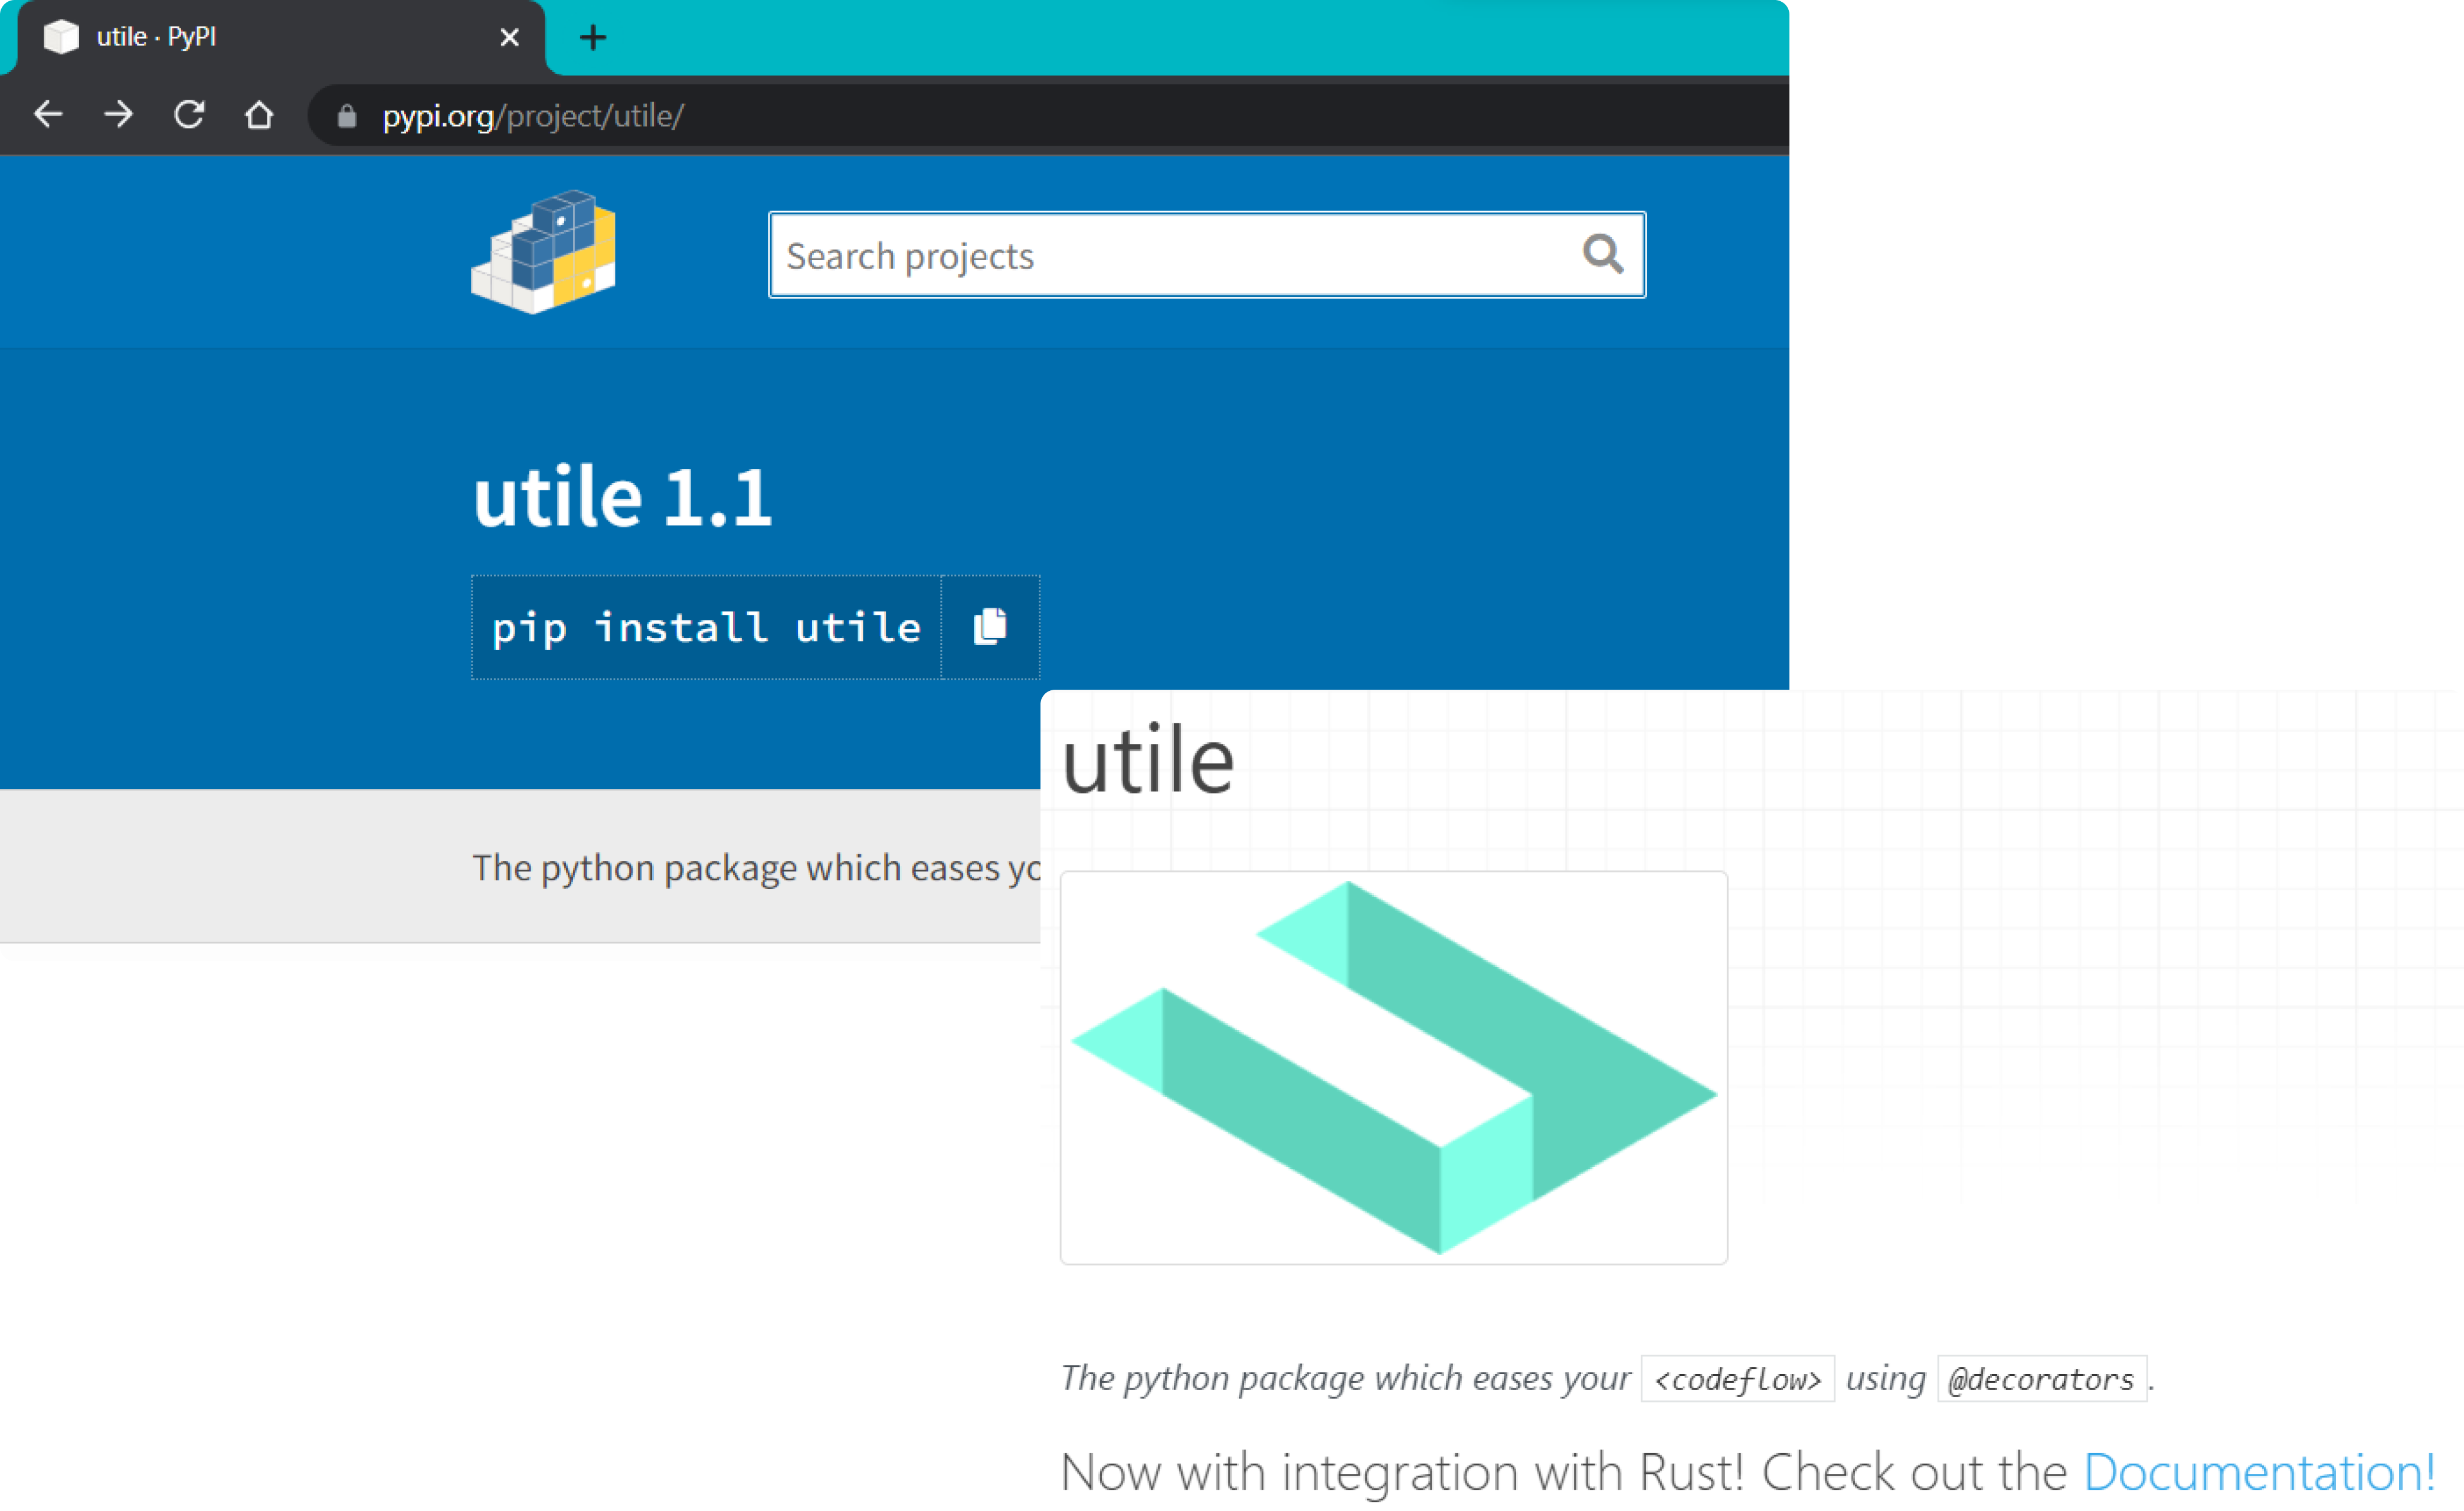 utile · PyPI
pypi.org/project/utile/
Search projects
utile 1.1
pip install utile
The python package which eases yo
utile
The python package which eases your <codeflow> using @decorators.
Now with integration with Rust! Check out the Documentation!